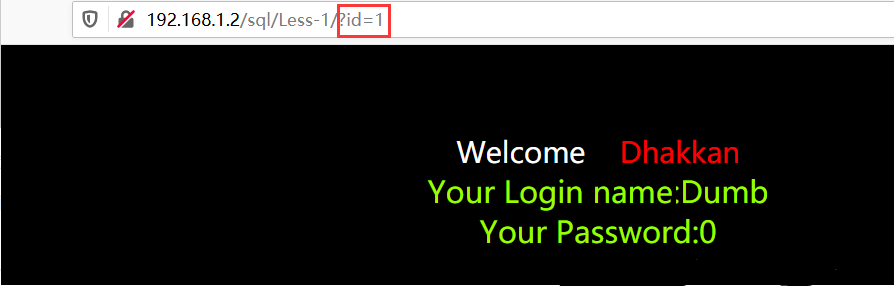 192.168.1.2/sql/Less-1/?id=1
Welcome Dhakkan
Your Login name:Dumb
Your Password:0